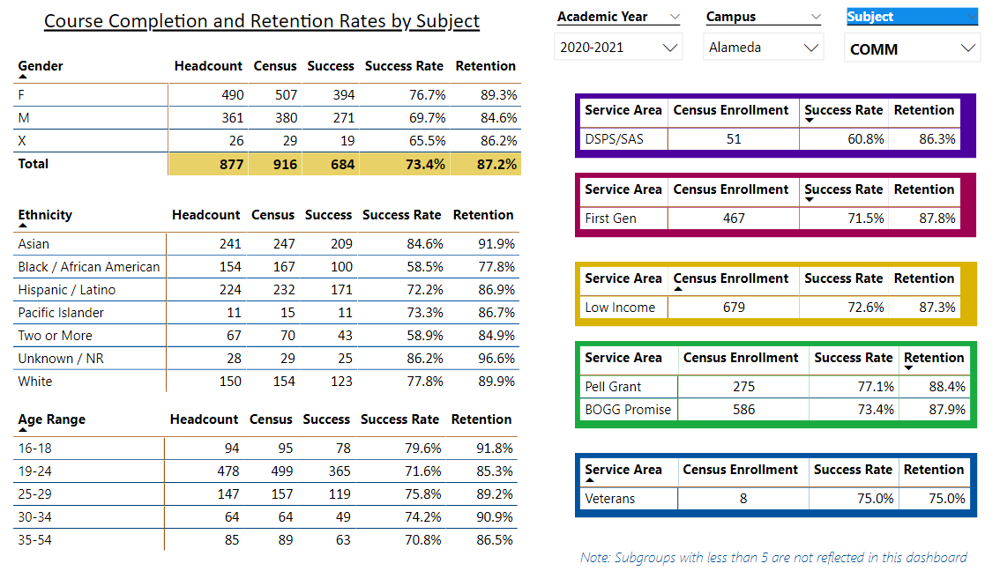 Course Completion and Retention Rates by Subject
Academic Year Campus Subject
2020-2021 Alameda COMM
Gender Headcount Census Success Success Rate Retention
F 490 507 394 76.7% 89.3%
M 361 380 271 69.7% 84.6%
X 26 29 19 65.5% 86.2%
Total 877 916 684 73.4% 87.2%
Ethnicity Headcount Census Success Success Rate Retention
Asian 241 247 209 84.6% 91.9%
Black / African American 154 167 100 58.5% 77.8%
Hispanic / Latino 224 232 171 72.2% 86.9%
Pacific Islander 11 15 11 73.3% 86.7%
Two or More 67 70 43 58.9% 84.9%
Unknown / NR 28 29 25 86.2% 96.6%
White 150 154 123 77.8% 89.9%
Age Range Headcount Census Success Success Rate Retention
16-18 94 95 78 79.6% 91.8%
19-24 478 499 365 71.6% 85.3%
25-29 147 157 119 75.8% 89.2%
30-34 64 64 49 74.2% 90.9%
35-54 85 89 63 70.8% 86.5%
Service Area Census Enrollment Success Rate Retention
DSPS/SAS 51 60.8% 86.3%
Service Area Census Enrollment Success Rate Retention
First Gen 467 71.5% 87.8%
Service Area Census Enrollment Success Rate Retention
Low Income 679 72.6% 87.3%
Service Area Census Enrollment Success Rate Retention
Pell Grant 275 77.1% 88.4%
BOGG Promise 586 73.4% 87.9%
Service Area Census Enrollment Success Rate Retention
Veterans 8 75.0% 75.0%
Note: Subgroups with less than 5 are not reflected in this dashboard